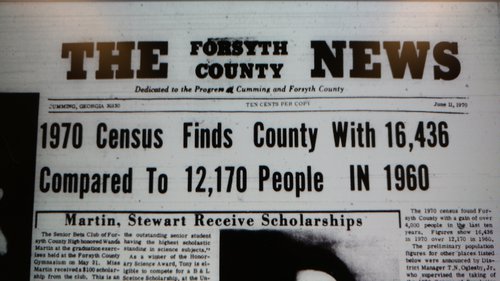 THE FORSYTH COUNTY NEWS
Dedicated to the Progress of Cumming and Forsyth County
CUMMING, GEORGIA 30130 TEN CENTS PER COPY June 11, 1970
1970 Census Finds County With 16,436
Compared To 12,170 People IN 1960
Martin, Stewart Receive Scholarships
The Senior Beta Club of For-
syth County High honored Wanda
Martin at the graduation exerc-
ises held at the Forsyth County
Gymnasium on May 21. Miss
Martin received a $100 scholar-
ship from the club. This is an
the outstanding senior student
having the highest scholastic
standing in science subjects."
As a winner of the Honor-
ary Science Award, Tony is el-
igible to compete for a B & L
Science Scholarship, at the Un-
The 1970 census found For-
syth County with a gain of over
4,000 people in the last ten
years. Figures show 16,436
in 1970 over 12,170 in 1960.
The preliminary population
figures for other places listed
below were announced by Dis-
trict Manager T.N. Ogletree, Jr.
who supervised the taking of